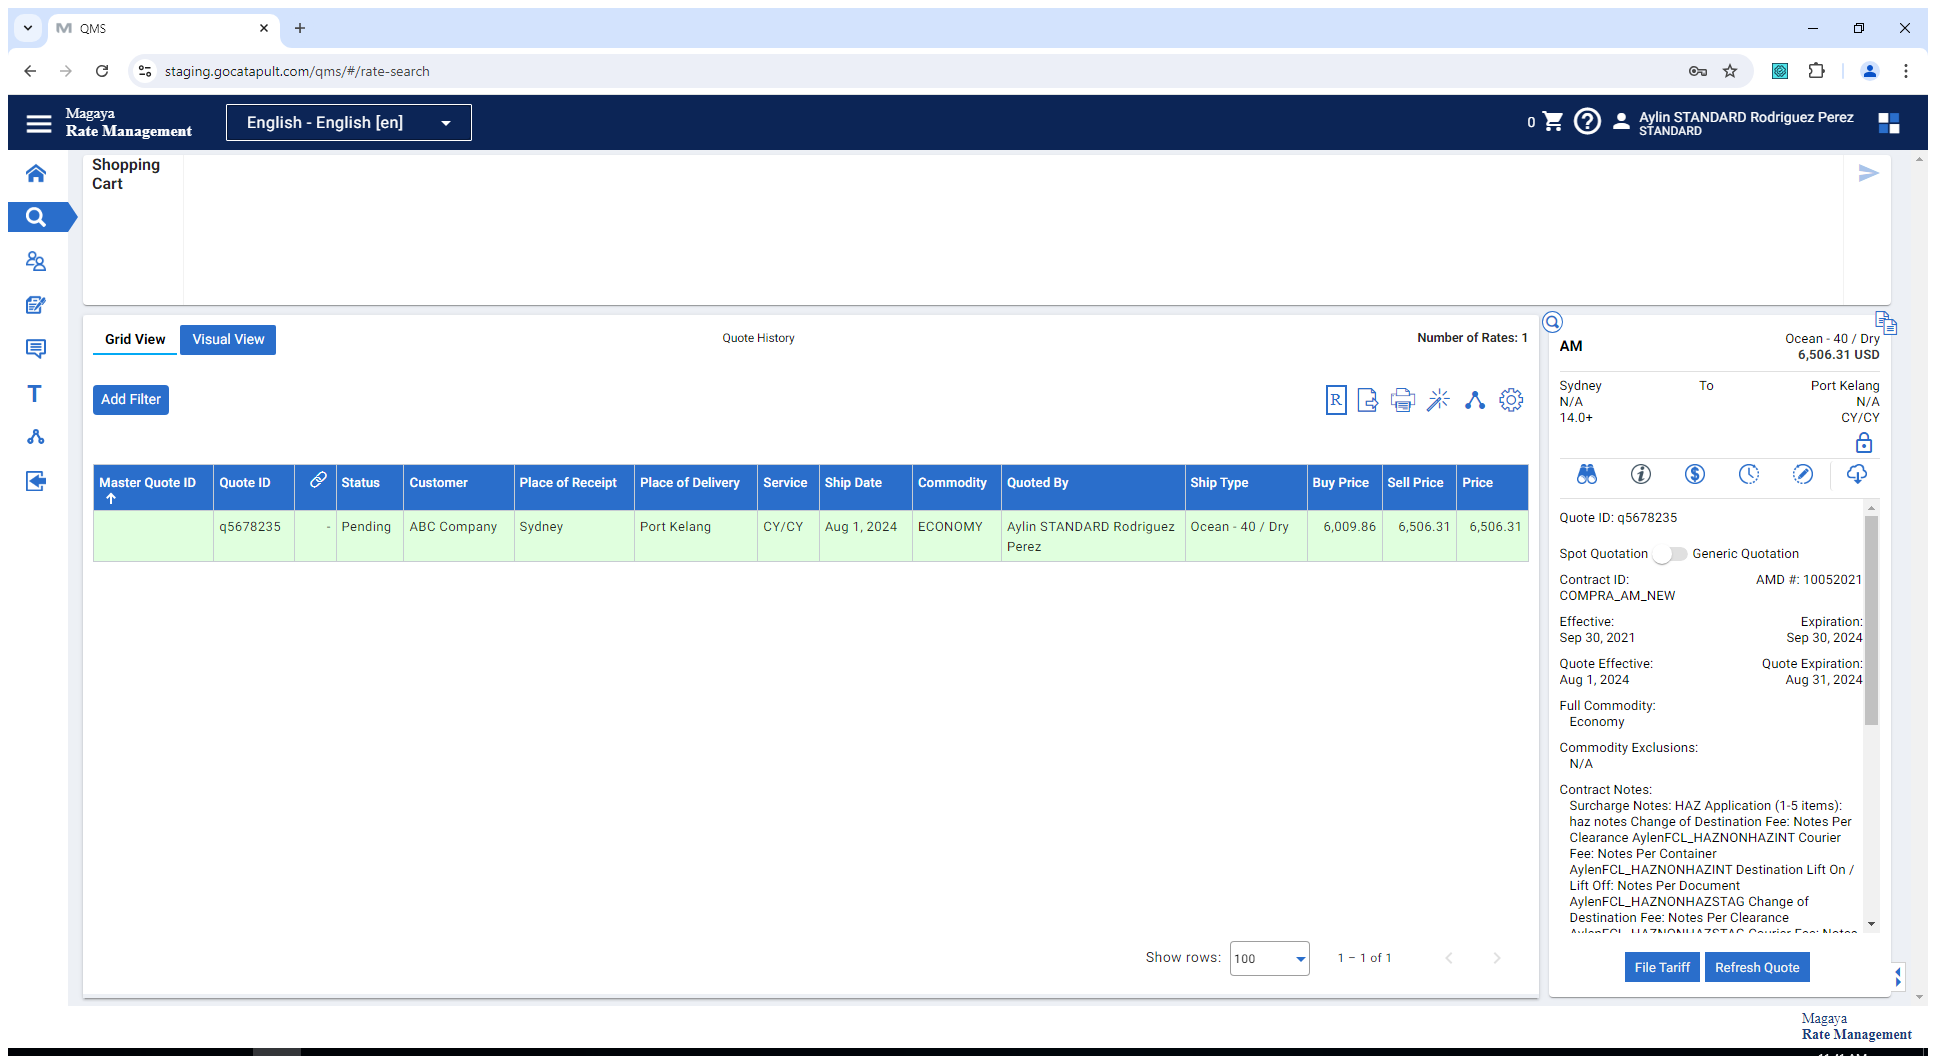 QMS
staging.gocatapult.com/qms/#/rate-search
Magaya
Rate Management
English - English [en]
0
Aylin STANDARD Rodriguez Perez
STANDARD
Shopping
Cart
Grid View
Visual View
Quote History
Number of Rates: 1
Add Filter
R
Master Quote ID
Quote ID
Status
Customer
Place of Receipt
Place of Delivery
Service
Ship Date
Commodity
Quoted By
Ship Type
Buy Price
Sell Price
Price
q5678235
-
Pending
ABC Company
Sydney
Port Kelang
CY/CY
Aug 1, 2024
ECONOMY
Aylin STANDARD Rodriguez
Perez
Ocean - 40 / Dry
6,009.86
6,506.31
6,506.31
Show rows:
100
1 – 1 of 1
AM
Ocean - 40 / Dry
6,506.31 USD
Sydney
To
Port Kelang
N/A
N/A
14.0+
CY/CY
Quote ID: q5678235
Spot Quotation
Generic Quotation
Contract ID:
AMD #: 10052021
COMPRA_AM_NEW
Effective:
Expiration:
Sep 30, 2021
Sep 30, 2024
Quote Effective:
Quote Expiration:
Aug 1, 2024
Aug 31, 2024
Full Commodity:
Economy
Commodity Exclusions:
N/A
Contract Notes:
Surcharge Notes: HAZ Application (1-5 items):
haz notes Change of Destination Fee: Notes Per
Clearance AylenFCL_HAZNONHAZINT Courier
Fee: Notes Per Container
AylenFCL_HAZNONHAZINT Destination Lift On /
Lift Off: Notes Per Document
AylenFCL_HAZNONHAZSTAG Change of
Destination Fee: Notes Per Clearance
AylenFCL_HAZNONHAZSTAG Courier Fee: Notes
File Tariff
Refresh Quote
Magaya
Rate Management